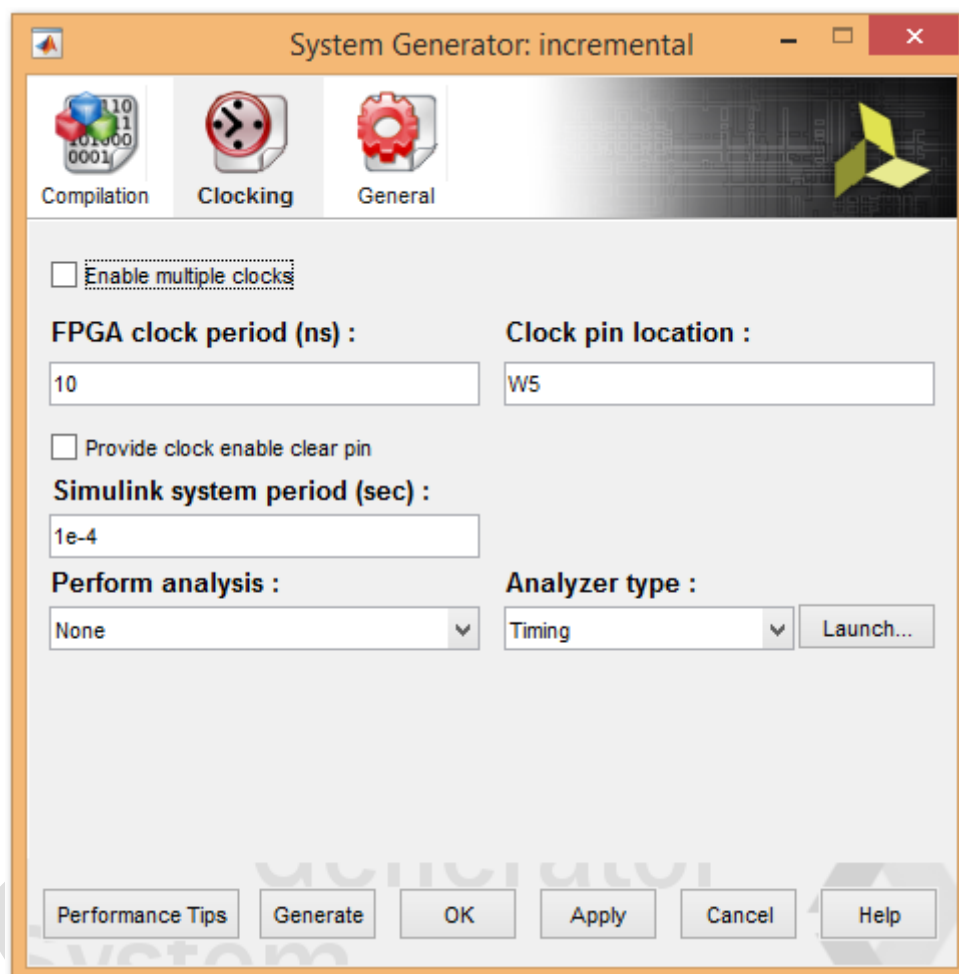 System Generator: incremental
Compilation Clocking General
Enable multiple clocks
FPGA clock period (ns) : Clock pin location :
10 W5
Provide clock enable clear pin
Simulink system period (sec) :
1e-4
Perform analysis : Analyzer type :
None Timing Launch...
Generator
Performance Tips Generate OK Apply Cancel Help
System